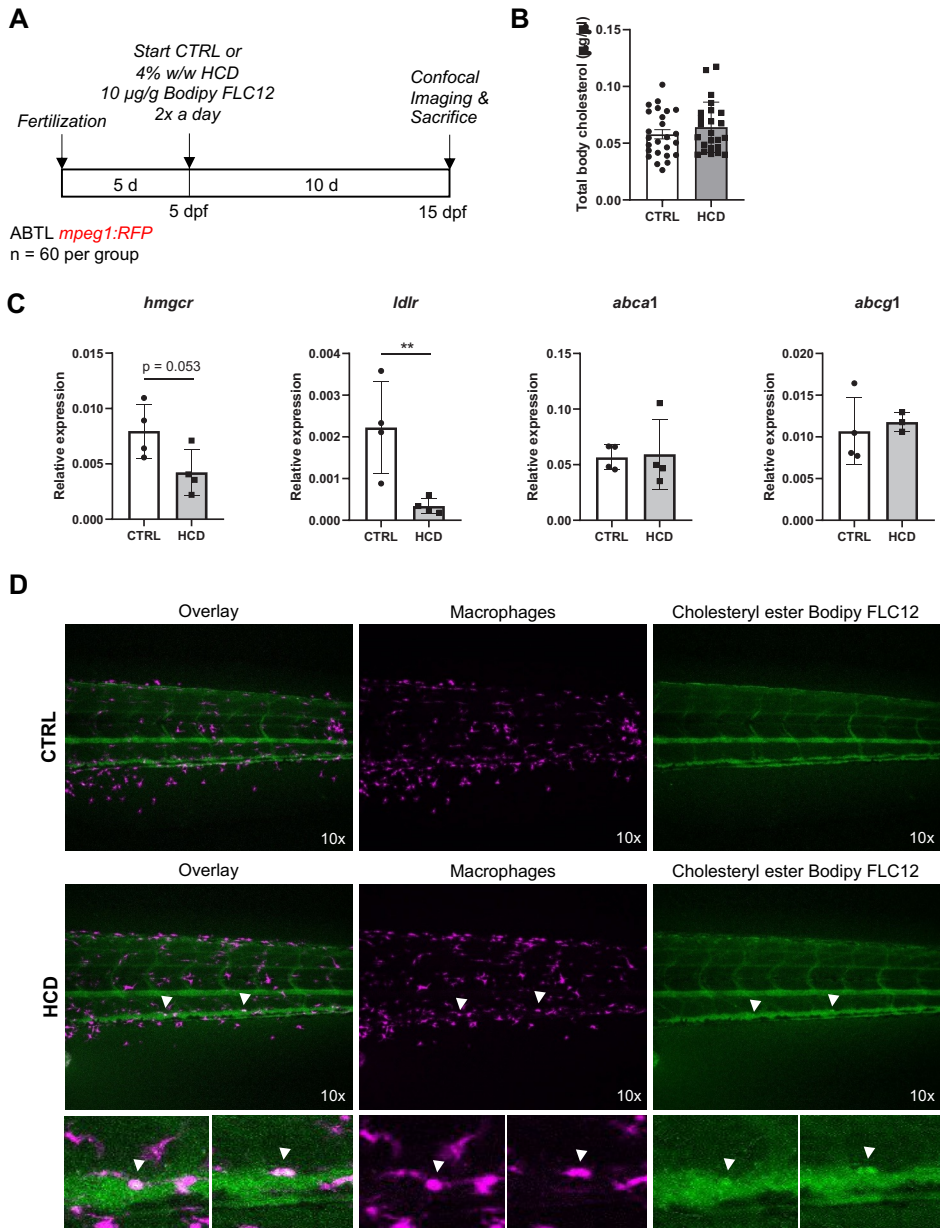 A
Start CTRL or
4% w/w HCD
10 µg/g Bodipy FLC12
2x a day
Confocal
Imaging &
Sacrifice
Fertilization
5 d
10 d
5 dpf
15 dpf
ABTL mpeg1:RFP
n = 60 per group
B
Total body cholesterol
0.15
0.10
0.05
0.00
CTRL
HCD
C
hmgcr
Relative expression
0.015
0.010
0.005
0.000
p = 0.053
CTRL
HCD
ldlr
Relative expression
0.004
0.003
0.002
0.001
0.000
**
CTRL
HCD
abca1
Relative expression
0.15
0.10
0.05
0.00
CTRL
HCD
abcg1
Relative expression
0.020
0.015
0.010
0.005
0.000
CTRL
HCD
D
Overlay
Macrophages
Cholesteryl ester Bodipy FLC12
CTRL
10x
10x
10x
Overlay
Macrophages
Cholesteryl ester Bodipy FLC12
HCD
10x
10x
10x